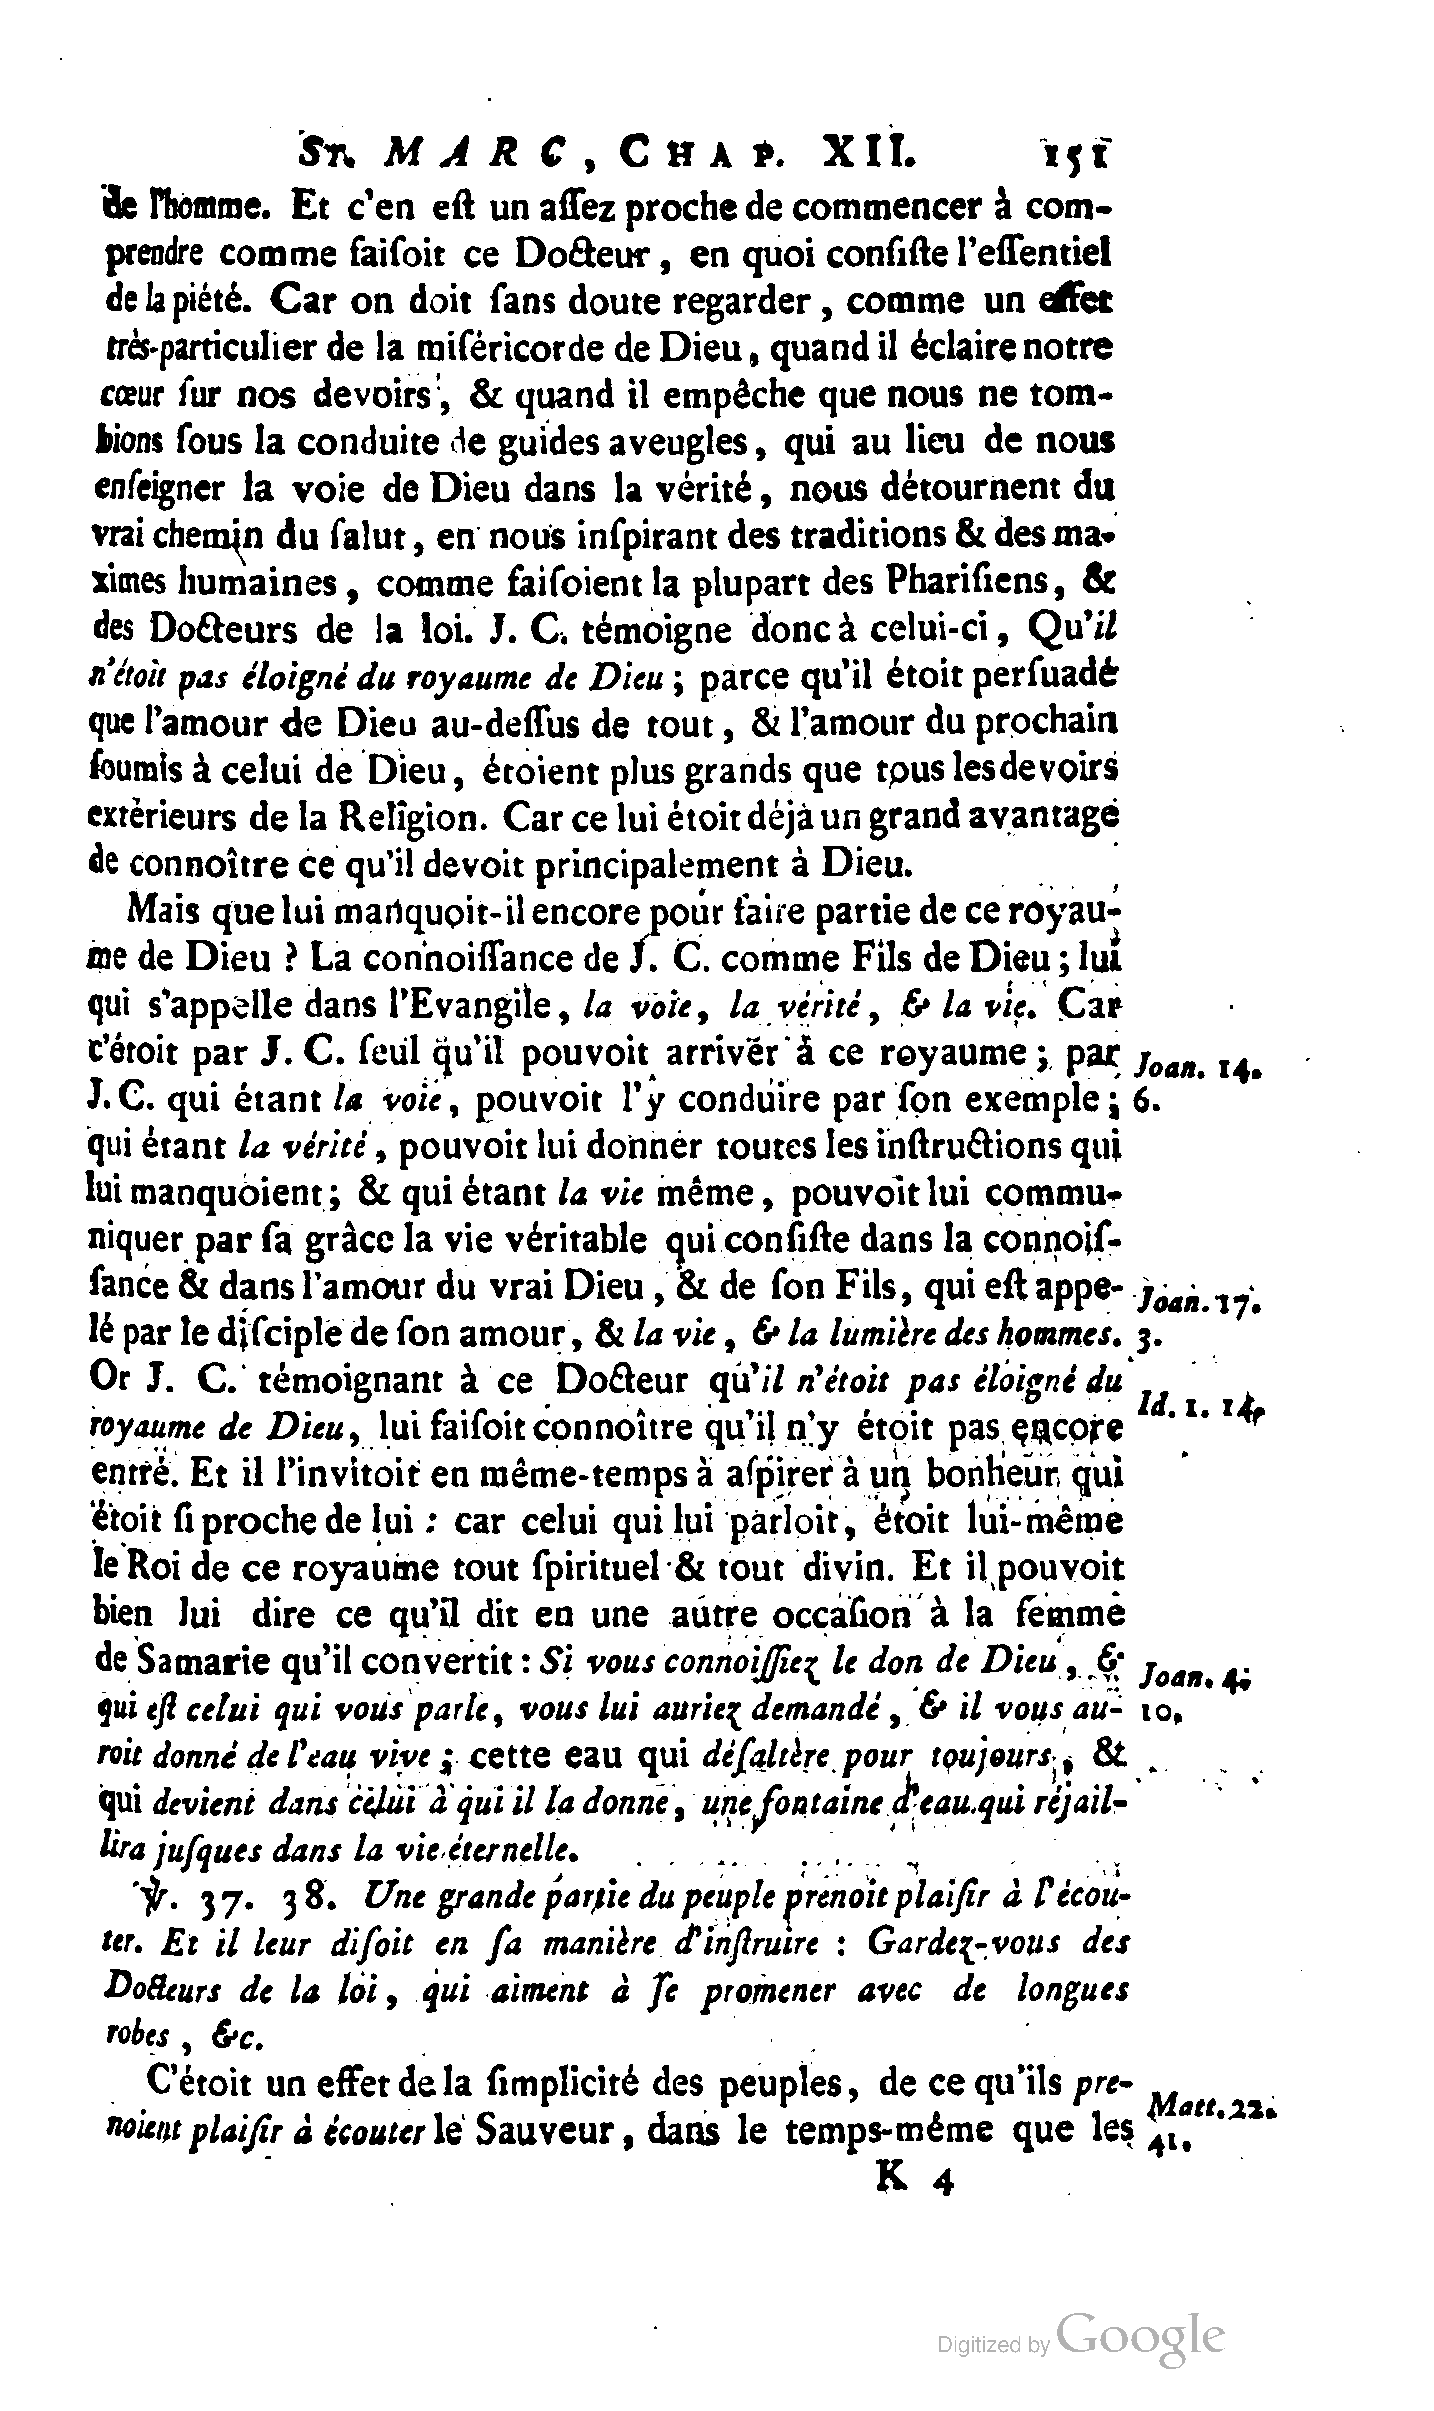 ST. MARC, CHAP. XII. 151
de l'homme. Et c'en eſt un aſſez proche de commencer à com-
prendre comme faiſoit ce Docteur, en quoi conſiſte l'eſſentiel
de la piété. Car on doit ſans doute regarder, comme un effet
très-particulier de la miſéricorde de Dieu, quand il éclaire notre
cœur ſur nos devoirs, & quand il empêche que nous ne tom-
bions ſous la conduite de guides aveugles, qui au lieu de nous
enſeigner la voie de Dieu dans la vérité, nous détournent du
vrai chemin du ſalut, en nous inſpirant des traditions & des ma-
ximes humaines, comme faiſoient la plupart des Phariſiens, &
des Docteurs de la loi. J. C. témoigne donc à celui-ci, Qu'il
n'étoit pas éloigné du royaume de Dieu; parce qu'il étoit perſuadé
que l'amour de Dieu au-deſſus de tout, & l'amour du prochain
ſoumis à celui de Dieu, étoient plus grands que tous les devoirs
extérieurs de la Religion. Car ce lui étoit déjà un grand avantage
de connoître ce qu'il devoit principalement à Dieu.
Mais que lui manquoit-il encore pour faire partie de ce royau-
me de Dieu ? La connoiſſance de J. C. comme Fils de Dieu; lui
qui s'appelle dans l'Evangile, la voie, la vérité, & la vie. Car
c'étoit par J. C. ſeul qu'il pouvoit arriver à ce royaume; par Joan. 14.
J. C. qui étant la voie, pouvoit l'y conduire par ſon exemple; 6.
qui étant la vérité, pouvoit lui donner toutes les inſtructions qui
lui manquoient; & qui étant la vie même, pouvoit lui commu-
niquer par ſa grâce la vie véritable qui conſiſte dans la connoiſ-
ſance & dans l'amour du vrai Dieu, & de ſon Fils, qui eſt appe- Joan. 17.
lé par le diſciple de ſon amour, & la vie, & la lumière des hommes. 3.
Or J. C. témoignant à ce Docteur qu'il n'étoit pas éloigné du Id. 1. 14.
royaume de Dieu, lui faiſoit connoître qu'il n'y étoit pas encore
entré. Et il l'invitoit en même-temps à aſpirer à un bonheur qui
étoit ſi proche de lui : car celui qui lui parloit, étoit lui-même
le Roi de ce royaume tout ſpirituel & tout divin. Et il pouvoit
bien lui dire ce qu'il dit en une autre occaſion à la femme
de Samarie qu'il convertit : Si vous connoiſſiez le don de Dieu, & Joan. 4.
qui eſt celui qui vous parle, vous lui auriez demandé, & il vous au- 10.
roit donné de l'eau vive; cette eau qui déſaltère pour toujours, &
qui devient dans celui à qui il la donne, une fontaine d'eau qui réjail-
lira juſques dans la vie éternelle.
℣. 37. 38. Une grande partie du peuple prenoit plaiſir à l'écou-
ter. Et il leur diſoit en ſa manière d'inſtruire : Gardez-vous des
Docteurs de la loi, qui aiment à ſe promener avec de longues
robes, &c.
C'étoit un effet de la ſimplicité des peuples, de ce qu'ils pre- Matt. 22.
noient plaiſir à écouter le Sauveur, dans le temps-même que les 41.
K 4
Digitized by Google